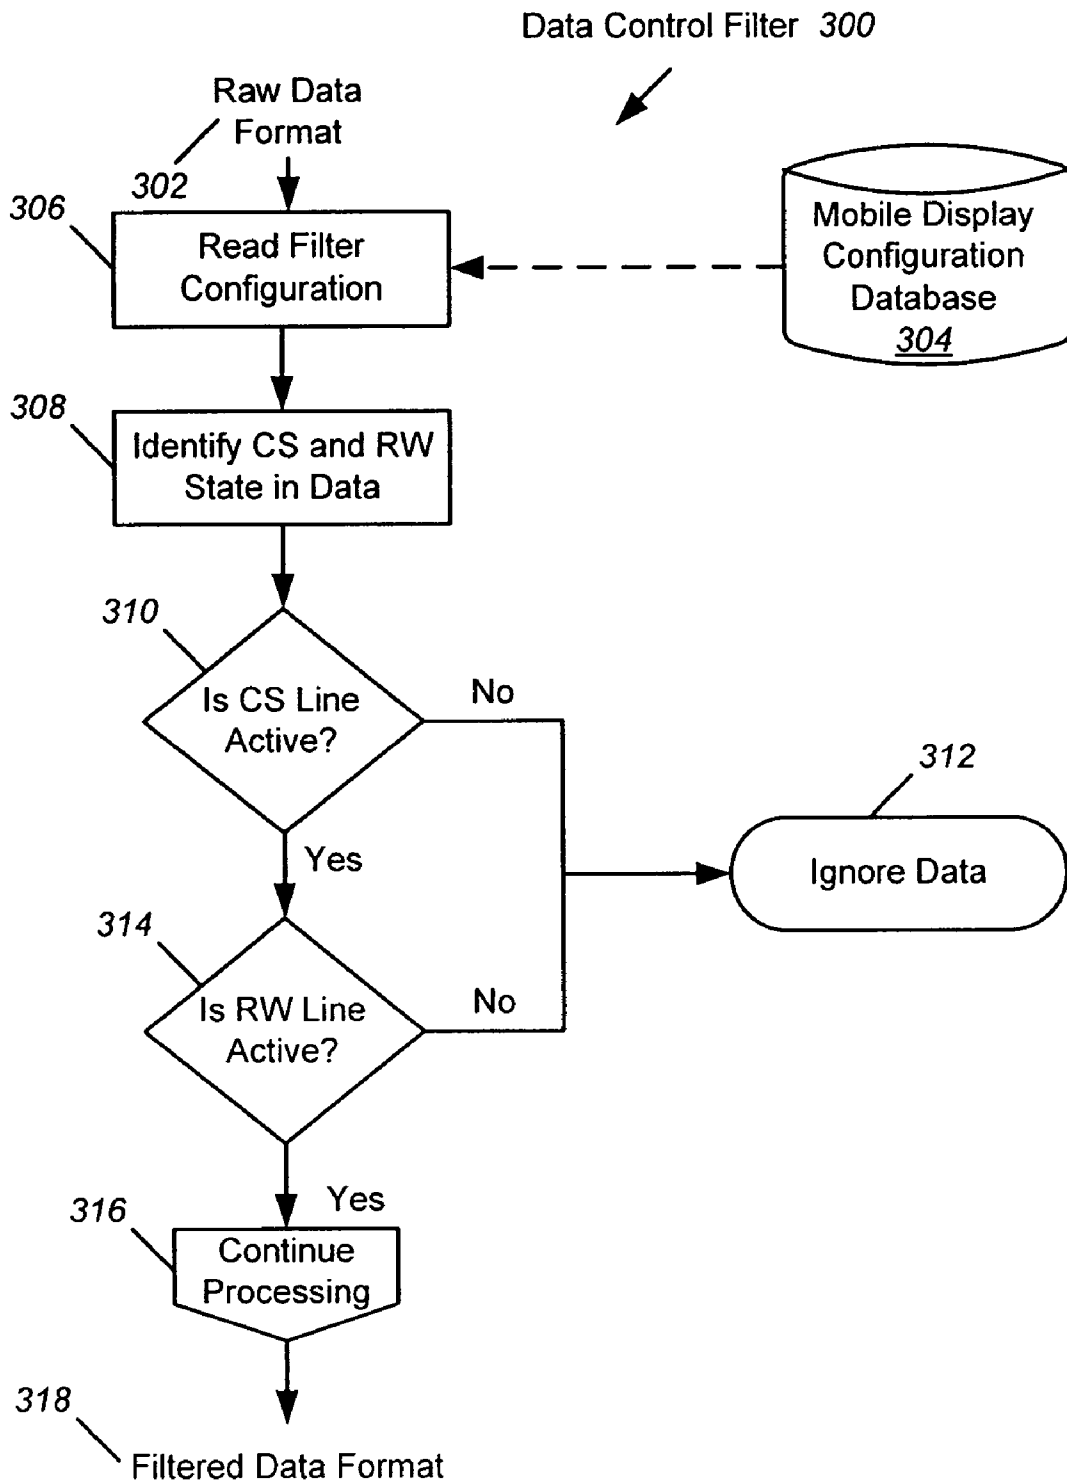 Data Control Filter 300
Raw Data
Format
302
306
Read Filter
Configuration
Mobile Display
Configuration
Database
304
308
Identify CS and RW
State in Data
310
Is CS Line
Active?
No
Yes
312
Ignore Data
314
Is RW Line
Active?
No
Yes
316
Continue
Processing
318
Filtered Data Format